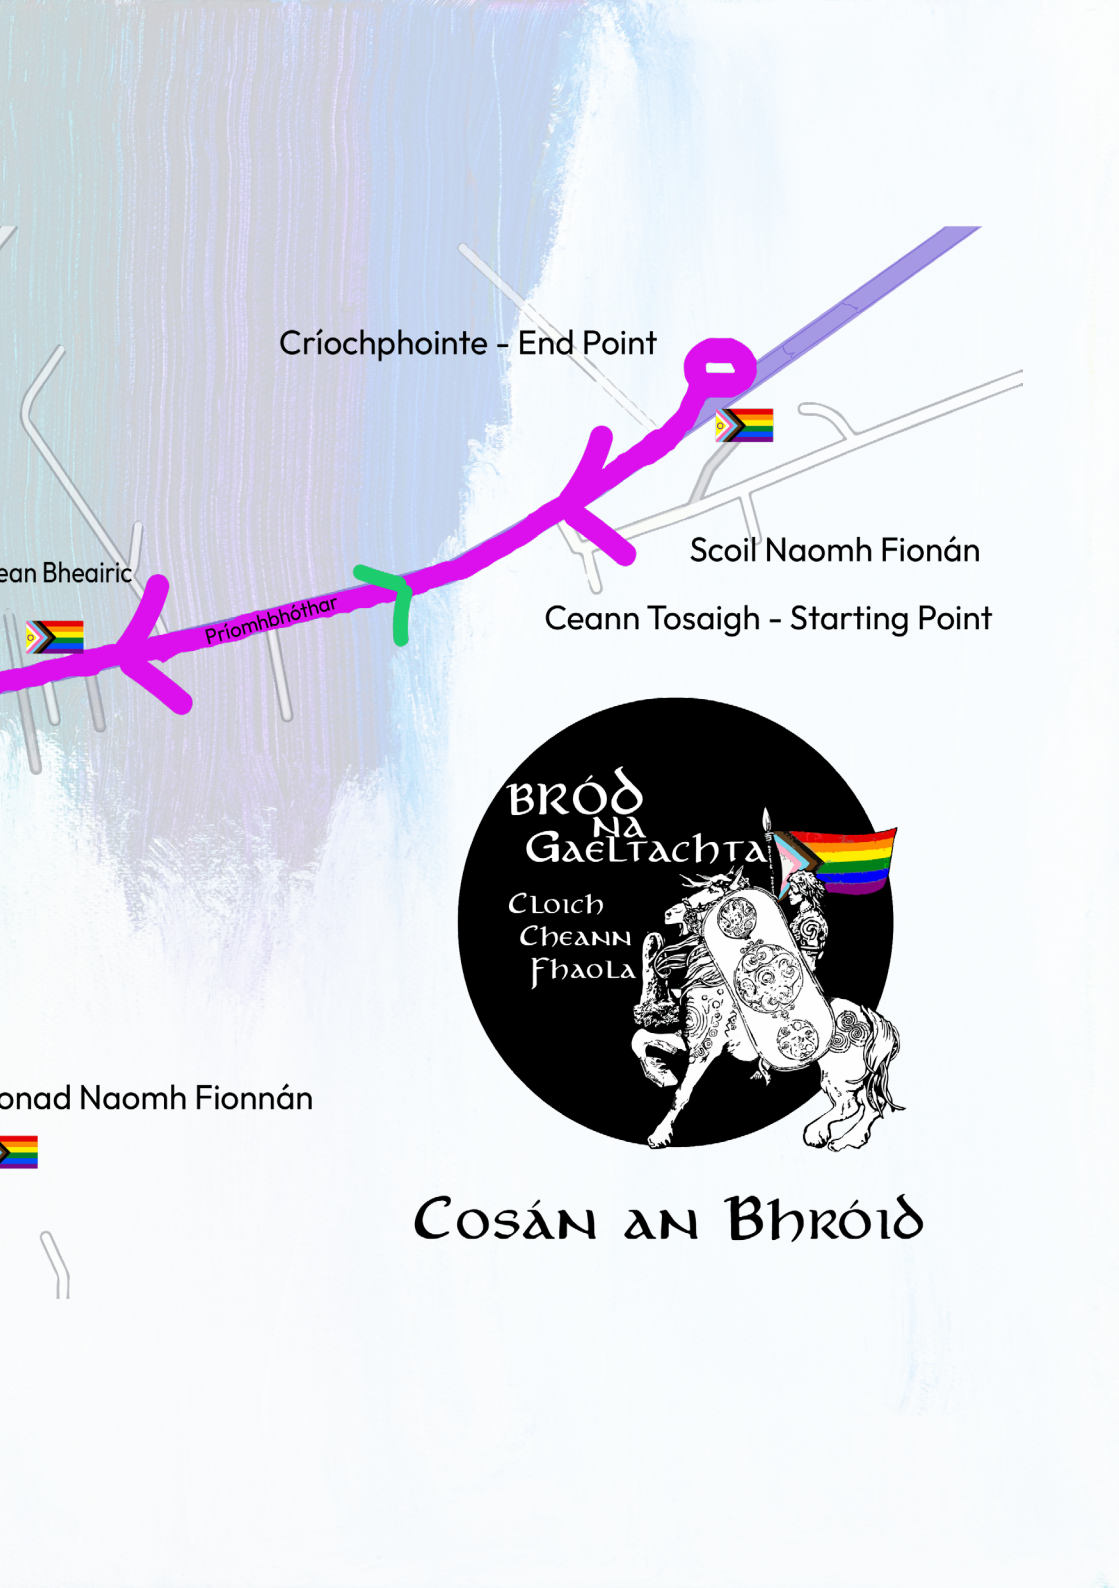 Críochphointe - End Point
Scoil Naomh Fionán
ean Bheairic
Príomhbhóthar
Ceann Tosaigh - Starting Point
BRÓD
NA
GAELTACHTA
CLOICH
CHEANN
FHAOLA
onad Naomh Fionnán
COSÁN AN BHRÓID